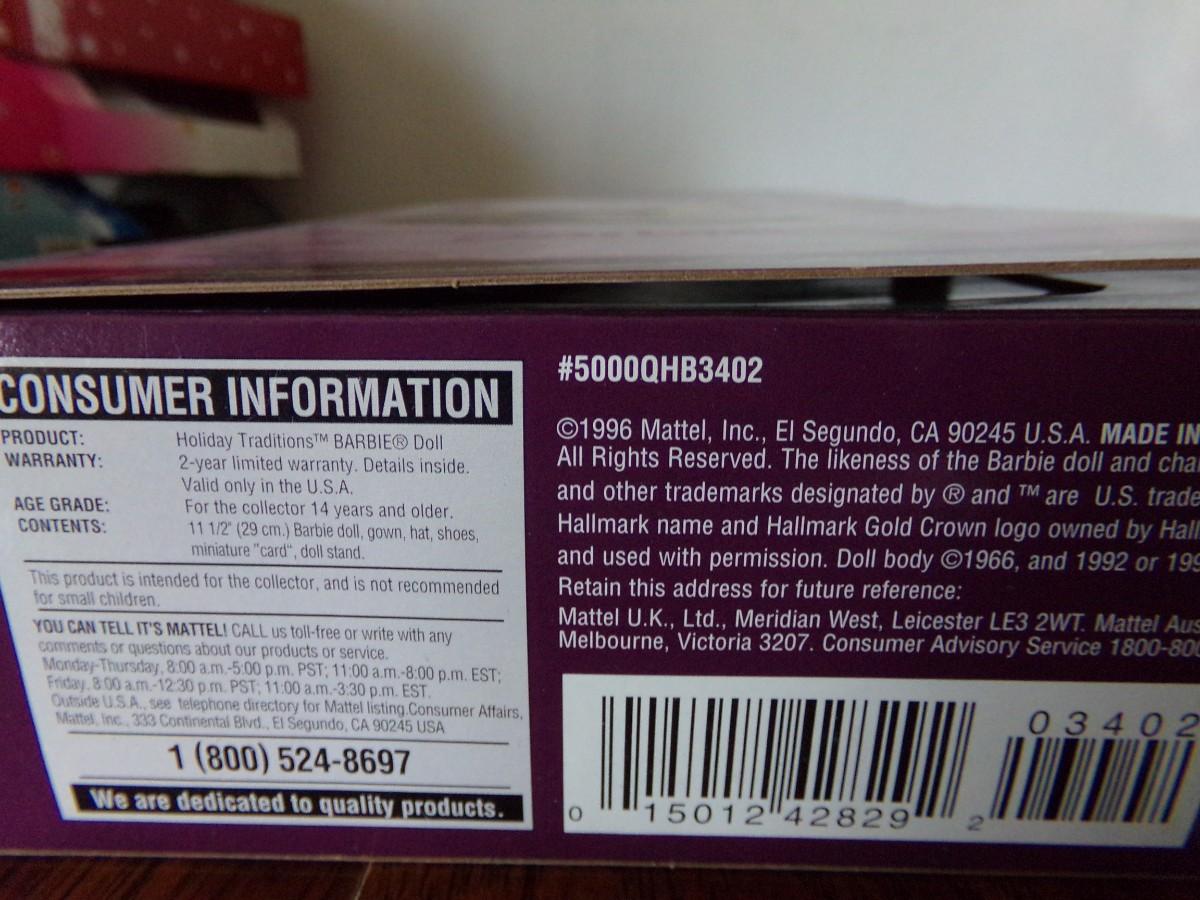 CONSUMER INFORMATION
PRODUCT: Holiday Traditions™ BARBIE® Doll
WARRANTY: 2-year limited warranty. Details inside.
Valid only in the U.S.A.
AGE GRADE: For the collector 14 years and older.
CONTENTS: 11 1/2" (29 cm.) Barbie doll, gown, hat, shoes,
miniature "card", doll stand.
This product is intended for the collector, and is not recommended
for small children.
YOU CAN TELL IT'S MATTEL! CALL us toll-free or write with any
comments or questions about our products or service.
Monday-Thursday, 8:00 a.m.-5:00 p.m. PST; 11:00 a.m.-8:00 p.m. EST;
Friday, 8:00 a.m.-12:30 p.m. PST; 11:00 a.m.-3:30 p.m. EST.
Outside U.S.A., see telephone directory for Mattel listing.Consumer Affairs,
Mattel, Inc., 333 Continental Blvd., El Segundo, CA 90245 USA
1 (800) 524-8697
We are dedicated to quality products.
#5000QHB3402
©1996 Mattel, Inc., El Segundo, CA 90245 U.S.A. MADE IN
All Rights Reserved. The likeness of the Barbie doll and cha
and other trademarks designated by ® and ™ are U.S. trade
Hallmark name and Hallmark Gold Crown logo owned by Hall
and used with permission. Doll body ©1966, and 1992 or 199
Retain this address for future reference:
Mattel U.K., Ltd., Meridian West, Leicester LE3 2WT. Mattel Aus
Melbourne, Victoria 3207. Consumer Advisory Service 1800-800
03402
0 15012 42829 2